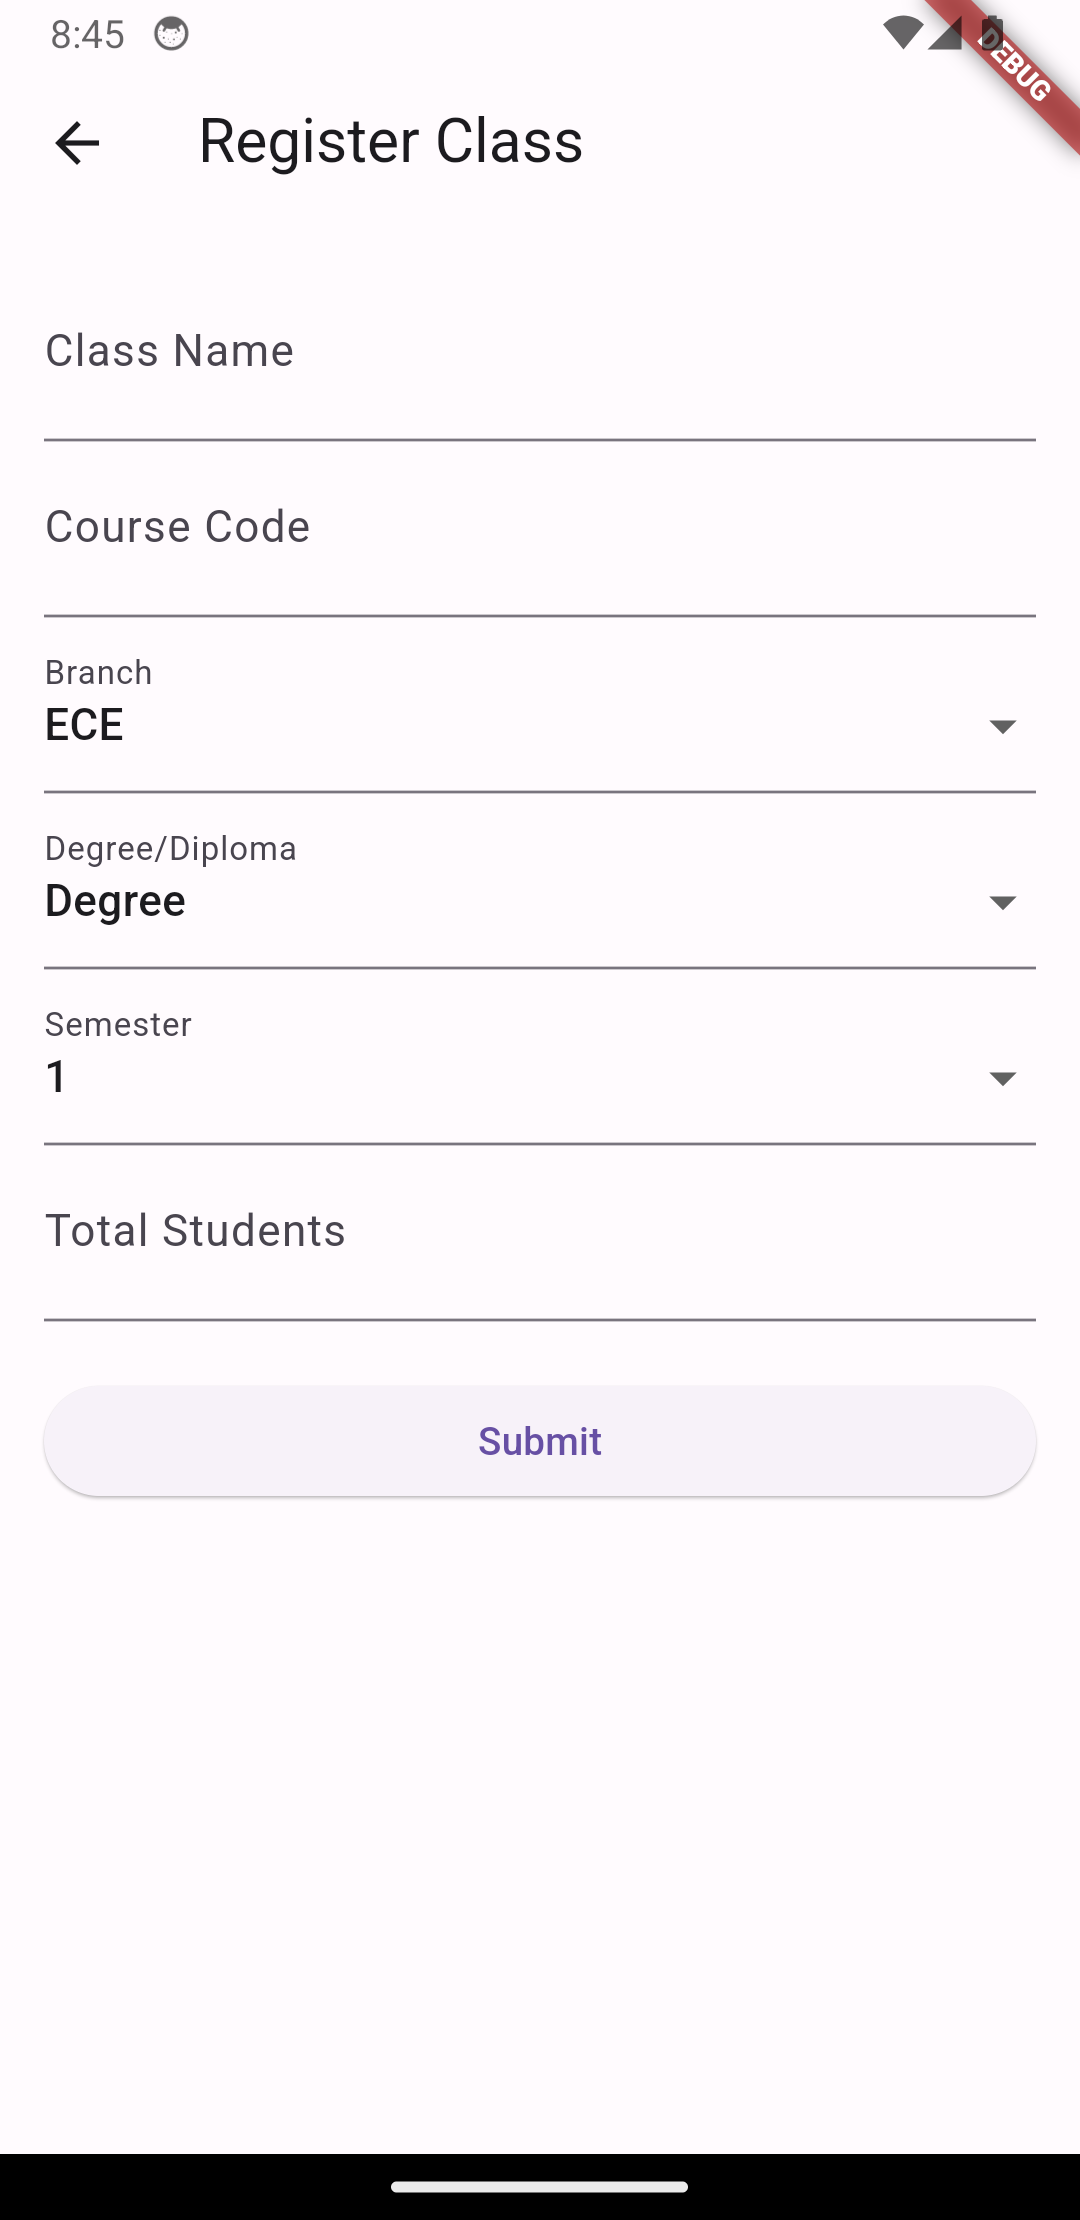 8:45
DEBUG
Register Class
Class Name
Course Code
Branch
ECE
Degree/Diploma
Degree
Semester
1
Total Students
Submit